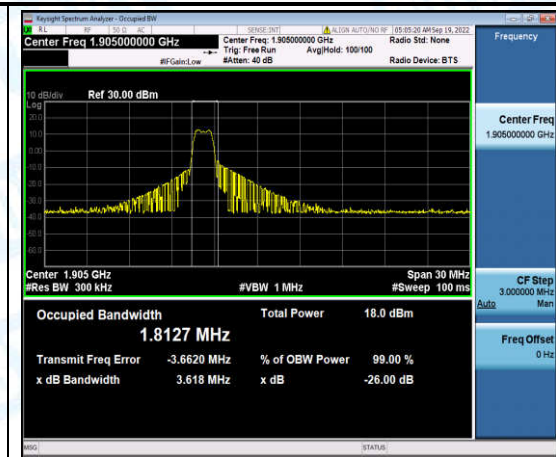 Keysight Spectrum Analyzer - Occupied BW
RL RF 50 Ω AC SENSE:INT ALIGN AUTO/NO RF 05:05:20 AM Sep 19, 2022
Center Freq 1.905000000 GHz
Center Freq: 1.905000000 GHz Radio Std: None
Trig: Free Run Avg|Hold: 100/100
#IFGain:Low #Atten: 40 dB Radio Device: BTS
10 dB/div Ref 30.00 dBm
Log
20.0
10.0
0.00
-10.0
-20.0
-30.0
-40.0
-50.0
-60.0
Center 1.905 GHz Span 30 MHz
#Res BW 300 kHz #VBW 1 MHz #Sweep 100 ms
Occupied Bandwidth Total Power 18.0 dBm
1.8127 MHz
Transmit Freq Error -3.6620 MHz % of OBW Power 99.00 %
x dB Bandwidth 3.618 MHz x dB -26.00 dB
MSG STATUS
Frequency
Center Freq
1.905000000 GHz
CF Step
3.000000 MHz
Auto Man
Freq Offset
0 Hz